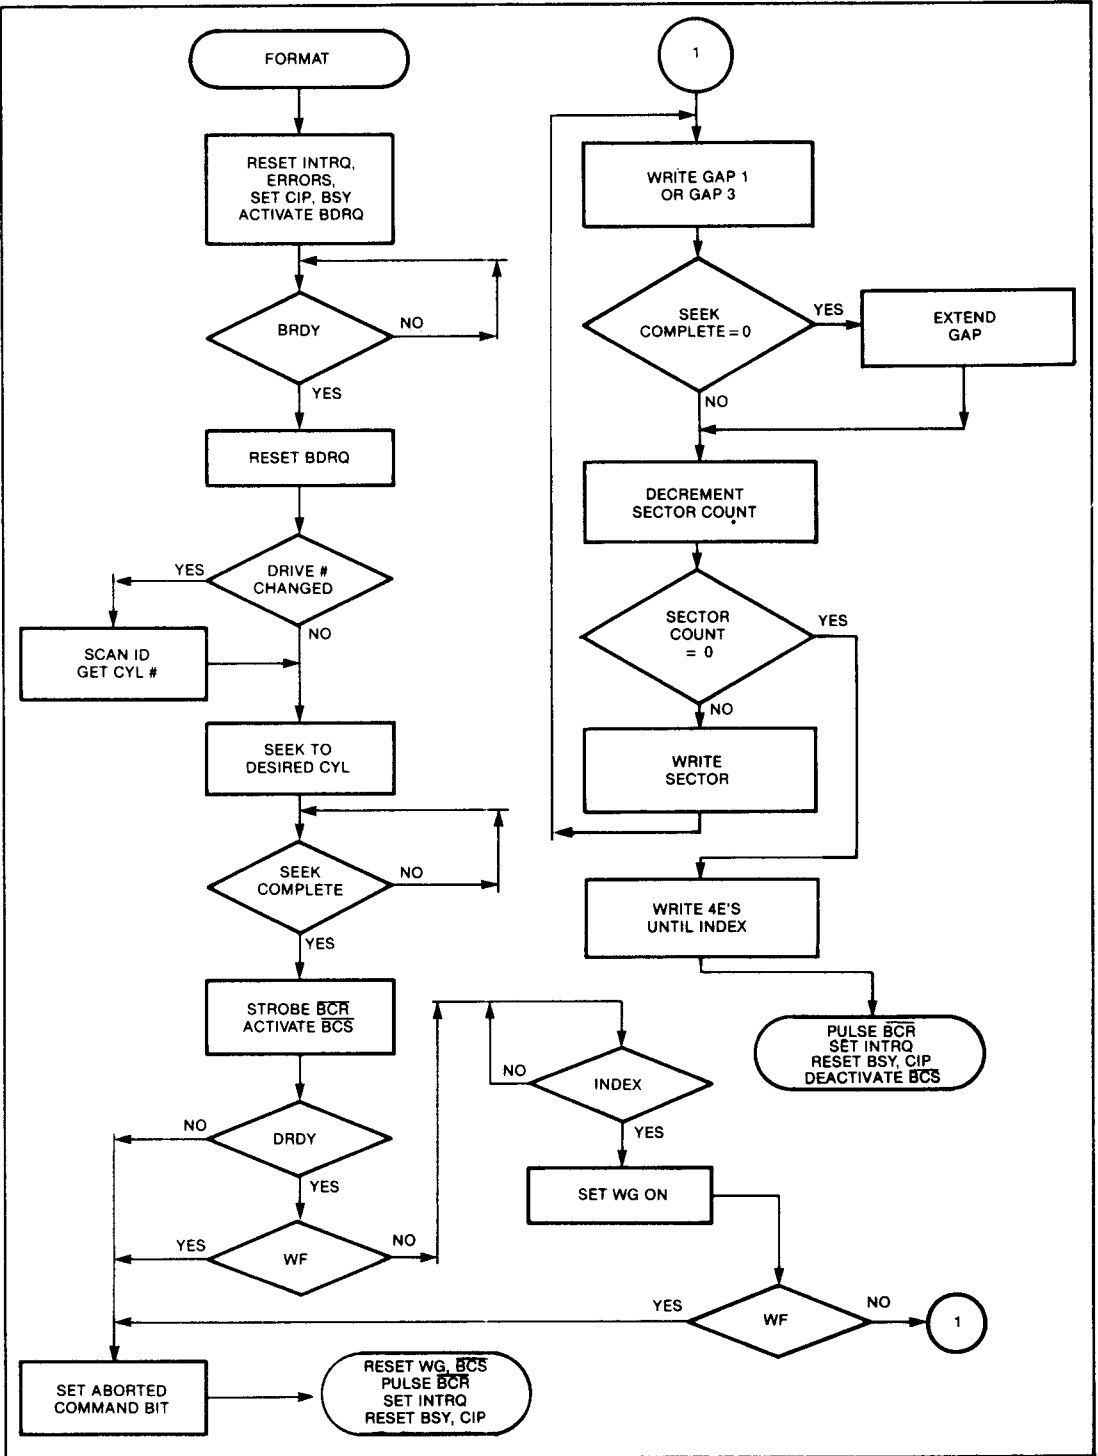 FORMAT
RESET INTRQ,
ERRORS,
SET CIP, BSY
ACTIVATE BDRQ
BRDY
NO
YES
RESET BDRQ
DRIVE #
CHANGED
YES
NO
SCAN ID
GET CYL #
SEEK TO
DESIRED CYL
SEEK
COMPLETE
NO
YES
STROBE BCR
ACTIVATE BCS
DRDY
NO
YES
WF
YES
NO
SET ABORTED
COMMAND BIT
RESET WG, BCS
PULSE BCR
SET INTRQ
RESET BSY, CIP
INDEX
NO
YES
SET WG ON
WF
YES
NO
1
1
WRITE GAP 1
OR GAP 3
SEEK
COMPLETE = 0
YES
NO
EXTEND
GAP
DECREMENT
SECTOR COUNT
SECTOR
COUNT
= 0
YES
NO
WRITE
SECTOR
WRITE 4E'S
UNTIL INDEX
PULSE BCR
SET INTRQ
RESET BSY, CIP
DEACTIVATE BCS